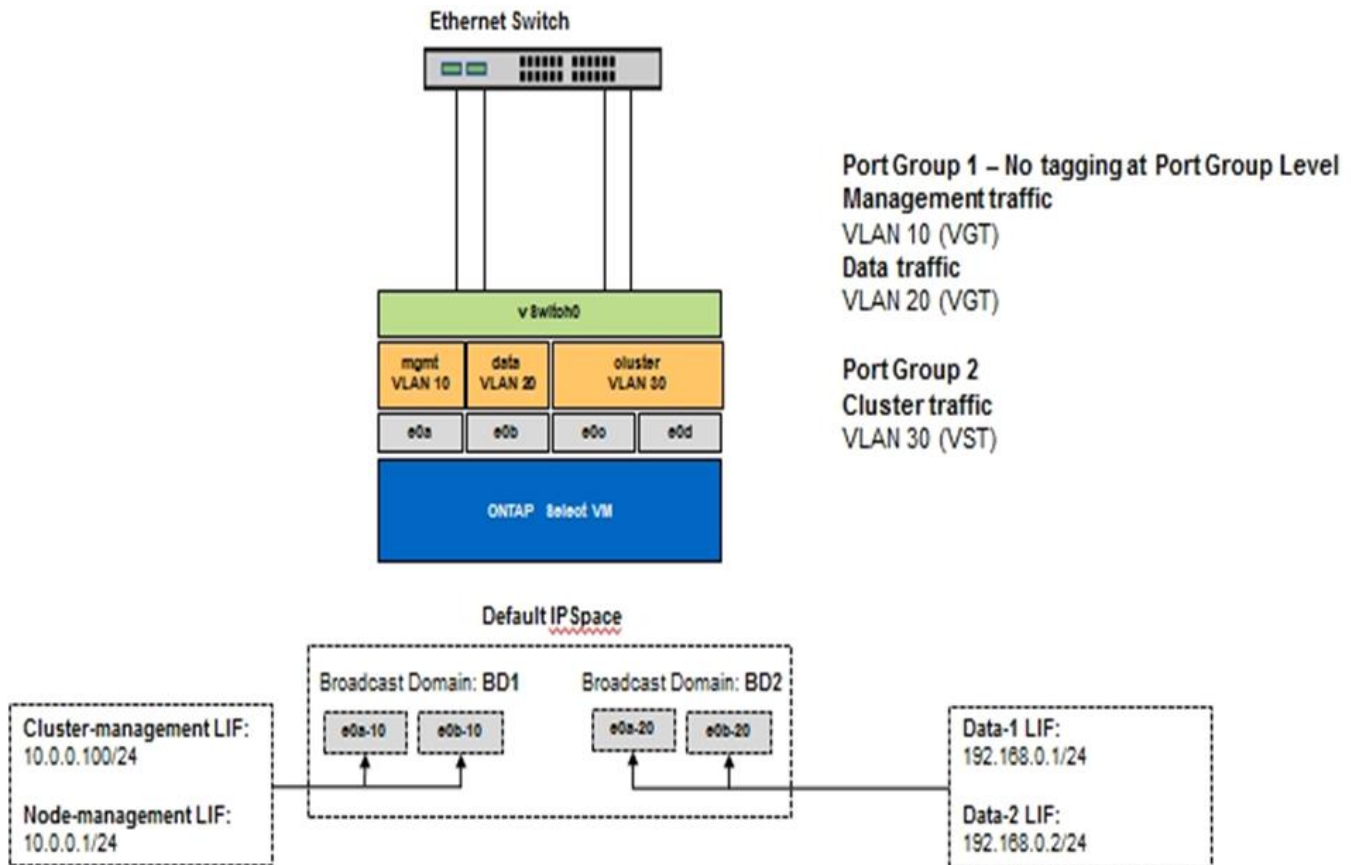 Ethernet Switch
Port Group 1 – No tagging at Port Group Level
Management traffic
VLAN 10 (VGT)
Data traffic
VLAN 20 (VGT)
Port Group 2
Cluster traffic
VLAN 30 (VST)
vSwitch0
mgmt
VLAN 10
data
VLAN 20
cluster
VLAN 30
e0a
e0b
e0c
e0d
ONTAP Select VM
Default IPSpace
Broadcast Domain: BD1
Broadcast Domain: BD2
e0a-10
e0b-10
e0a-20
e0b-20
Cluster-management LIF:
10.0.0.100/24
Node-management LIF:
10.0.0.1/24
Data-1 LIF:
192.168.0.1/24
Data-2 LIF:
192.168.0.2/24